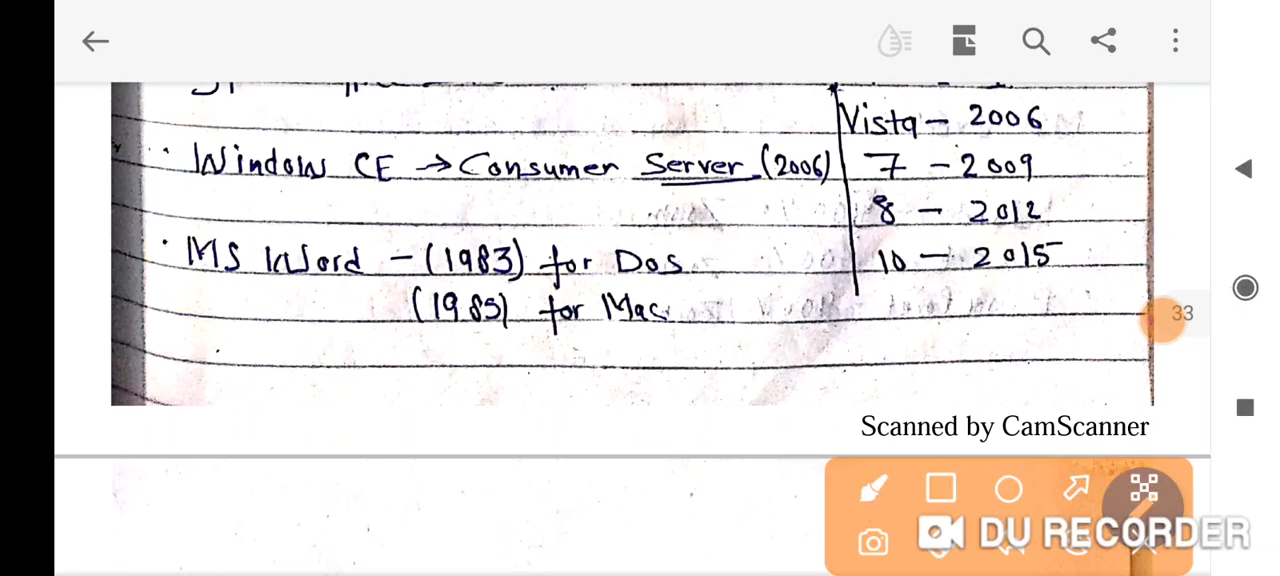 Vista - 2006
Window CE → Consumer Server (2006)
7 - 2009
8 - 2012
MS Word - (1983) for Dos
10 - 2015
(1985) for Mac
33
Scanned by CamScanner
DU RECORDER